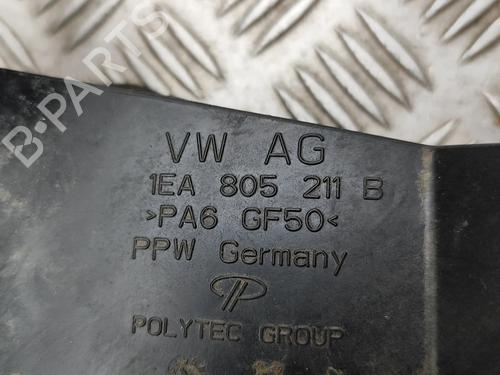 B-PARTS
VW AG
1EA 805 211 B
>PA6 GF50<
PPW Germany
POLYTEC GROUP